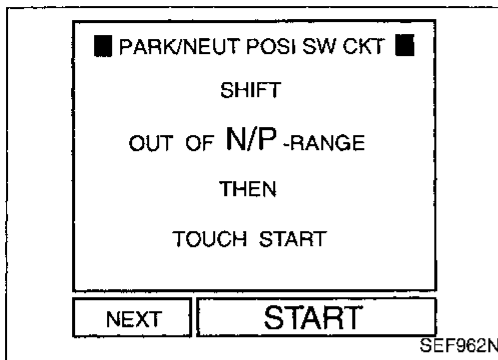 ■ PARK/NEUT POSI SW CKT ■
SHIFT
OUT OF N/P -RANGE
THEN
TOUCH START
NEXT START
SEF962N